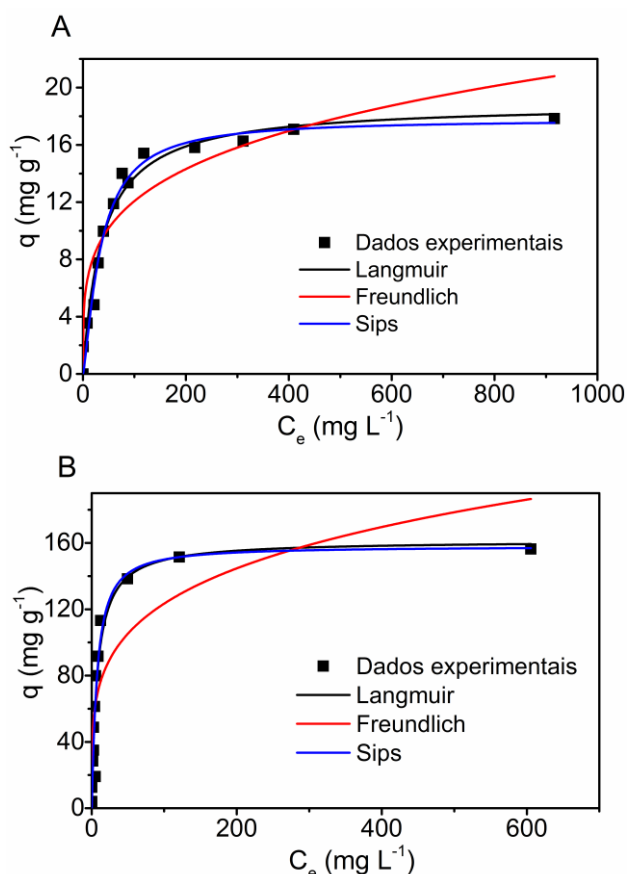 A
q (mg g⁻¹)
20
16
12
8
4
0
Dados experimentais
Langmuir
Freundlich
Sips
0 200 400 600 800 1000
Cₑ (mg L⁻¹)
B
q (mg g⁻¹)
160
120
80
40
0
Dados experimentais
Langmuir
Freundlich
Sips
0 200 400 600
Cₑ (mg L⁻¹)